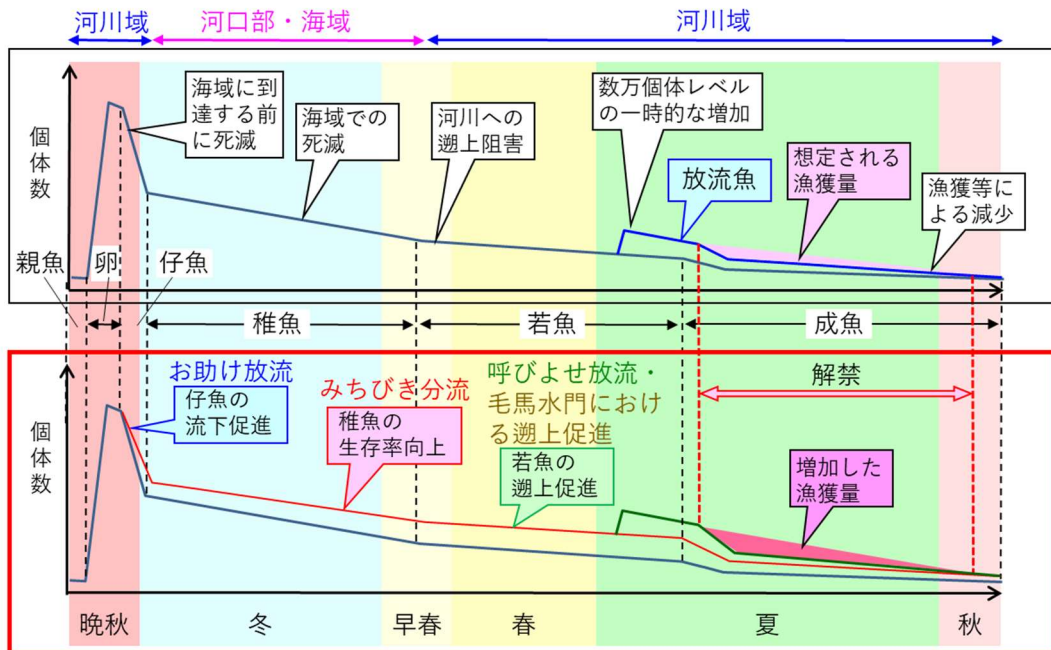 河川域
河口部・海域
河川域
個体数
海域に到
達する前
に死滅
海域での
死滅
河川への
遡上阻害
数万個体レベル
の一時的な増加
放流魚
想定される
漁獲量
漁獲等に
よる減少
親魚
卵
仔魚
稚魚
若魚
成魚
個体数
お助け放流
仔魚の
流下促進
みちびき分流
稚魚の
生存率向上
呼びよせ放流・
毛馬水門におけ
る遡上促進
若魚の
遡上促進
解禁
増加した
漁獲量
晩秋
冬
早春
春
夏
秋